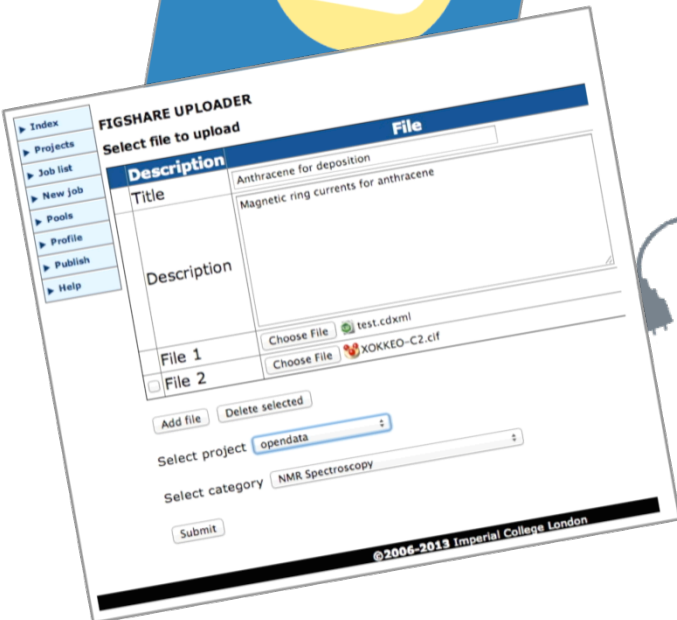 FIGSHARE UPLOADER
Select file to upload
▶ Index
▶ Projects
▶ Job list
▶ New job
▶ Pools
▶ Profile
▶ Publish
▶ Help
Description File
Title Anthracene for deposition
Description Magnetic ring currents for anthracene
File 1 Choose File test.cdxml
File 2 Choose File XOKKEO-C2.cif
Add file Delete selected
Select project opendata
Select category NMR Spectroscopy
Submit
©2006-2013 Imperial College London